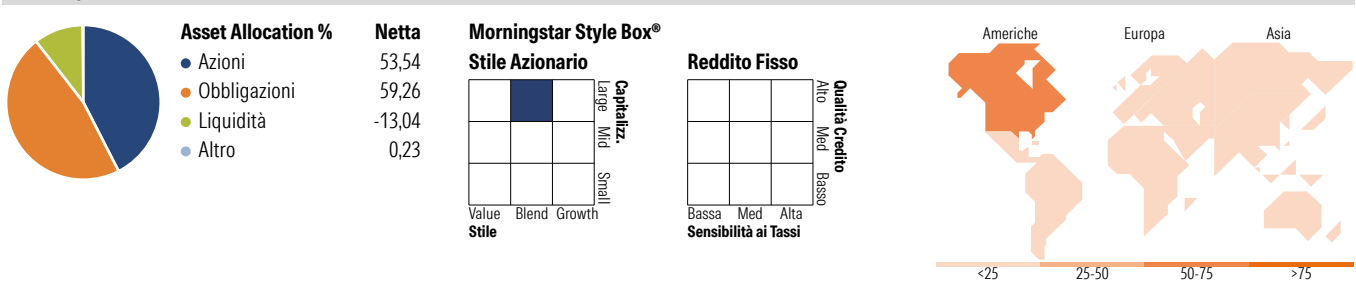 Asset Allocation % Netta
Azioni 53,54
Obbligazioni 59,26
Liquidità -13,04
Altro 0,23
Morningstar Style Box®
Stile Azionario
Large Mid Small
Capitalizz.
Value Blend Growth
Stile
Reddito Fisso
Alto Med Basso
Qualità Credito
Bassa Med Alta
Sensibilità ai Tassi
Americhe Europa Asia
<25 25-50 50-75 >75